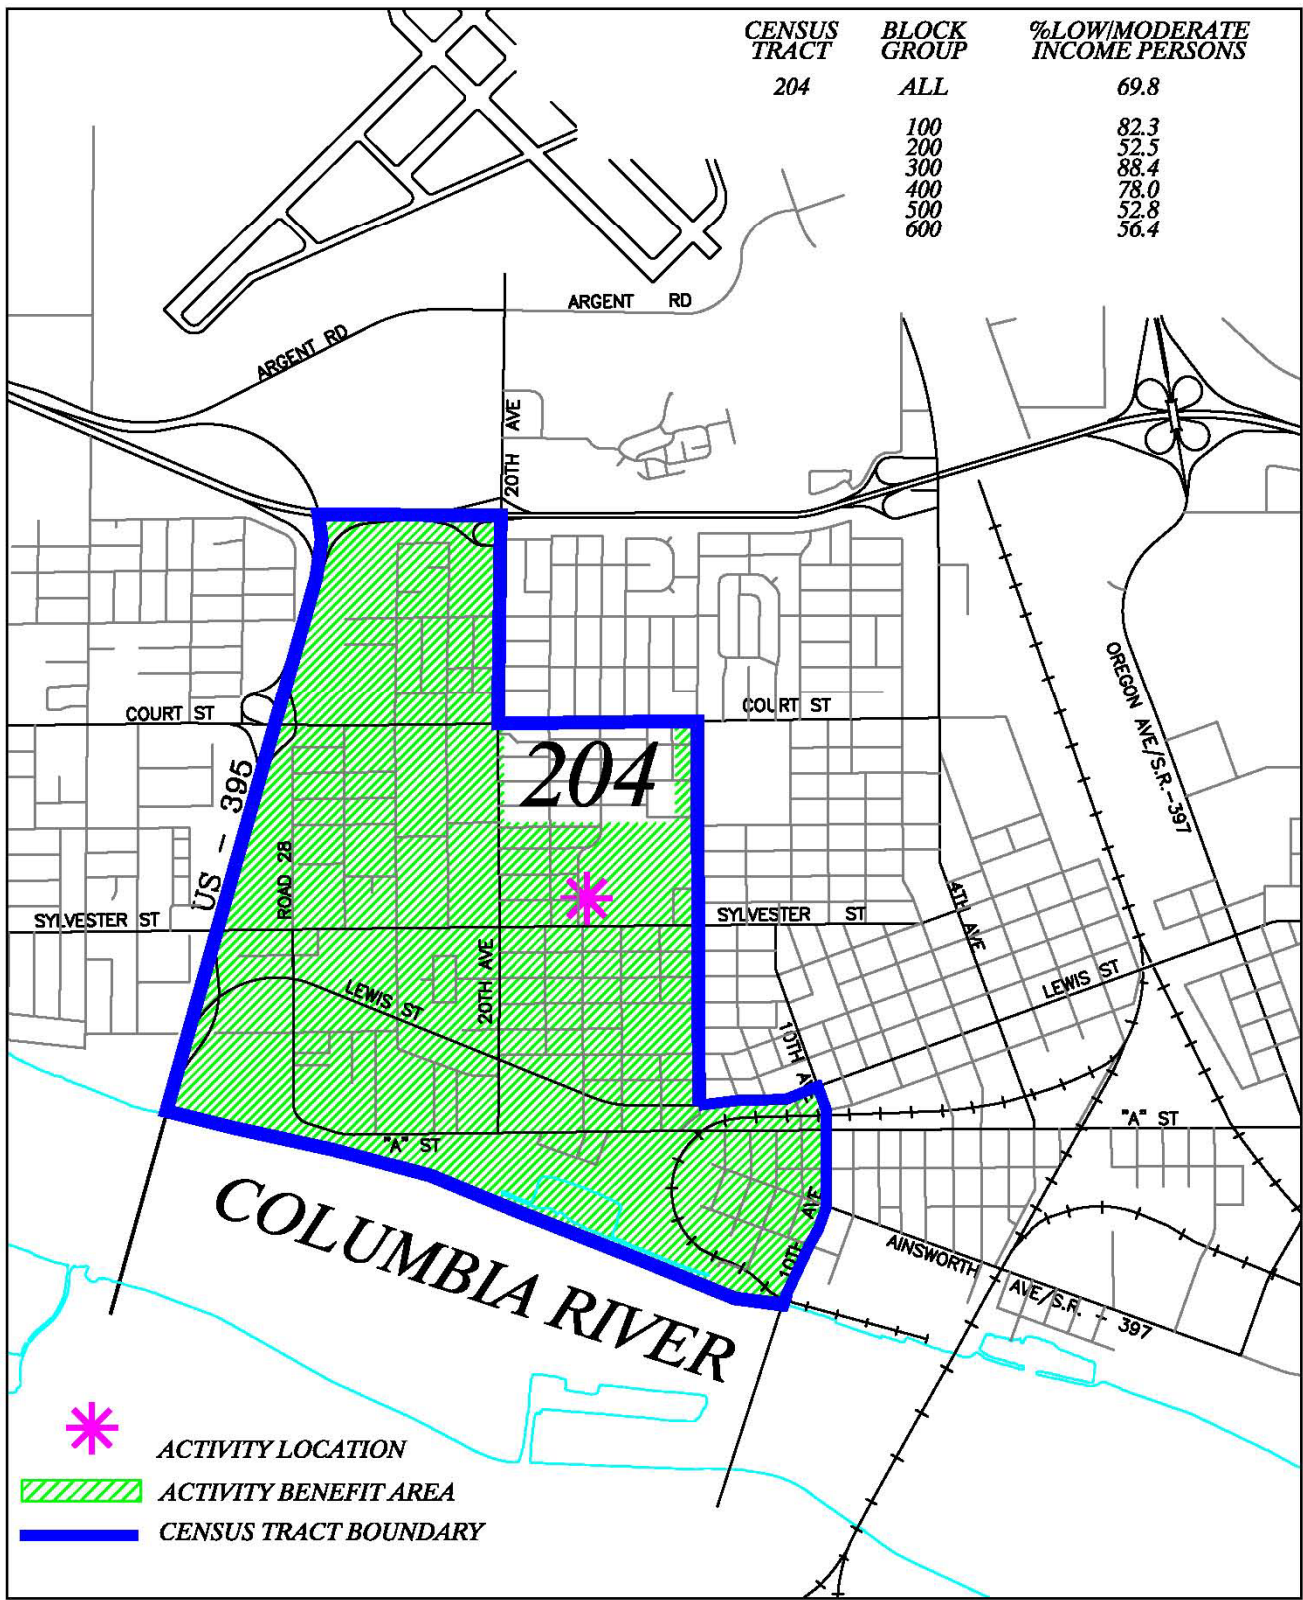 CENSUS TRACT BLOCK GROUP %LOW/MODERATE INCOME PERSONS
204 ALL 69.8
100 82.3
200 52.5
300 88.4
400 78.0
500 52.8
600 56.4
ARGENT RD
ARGENT RD
20TH AVE
COURT ST
COURT ST
OREGON AVE/S.R.-397
204
US - 395
ROAD 28
SYLVESTER ST
SYLVESTER ST
4TH AVE
20TH AVE
LEWIS ST
LEWIS ST
10TH AVE
"A" ST
"A" ST
10TH AVE
AINSWORTH AVE/S.R. - 397
COLUMBIA RIVER
ACTIVITY LOCATION
ACTIVITY BENEFIT AREA
CENSUS TRACT BOUNDARY